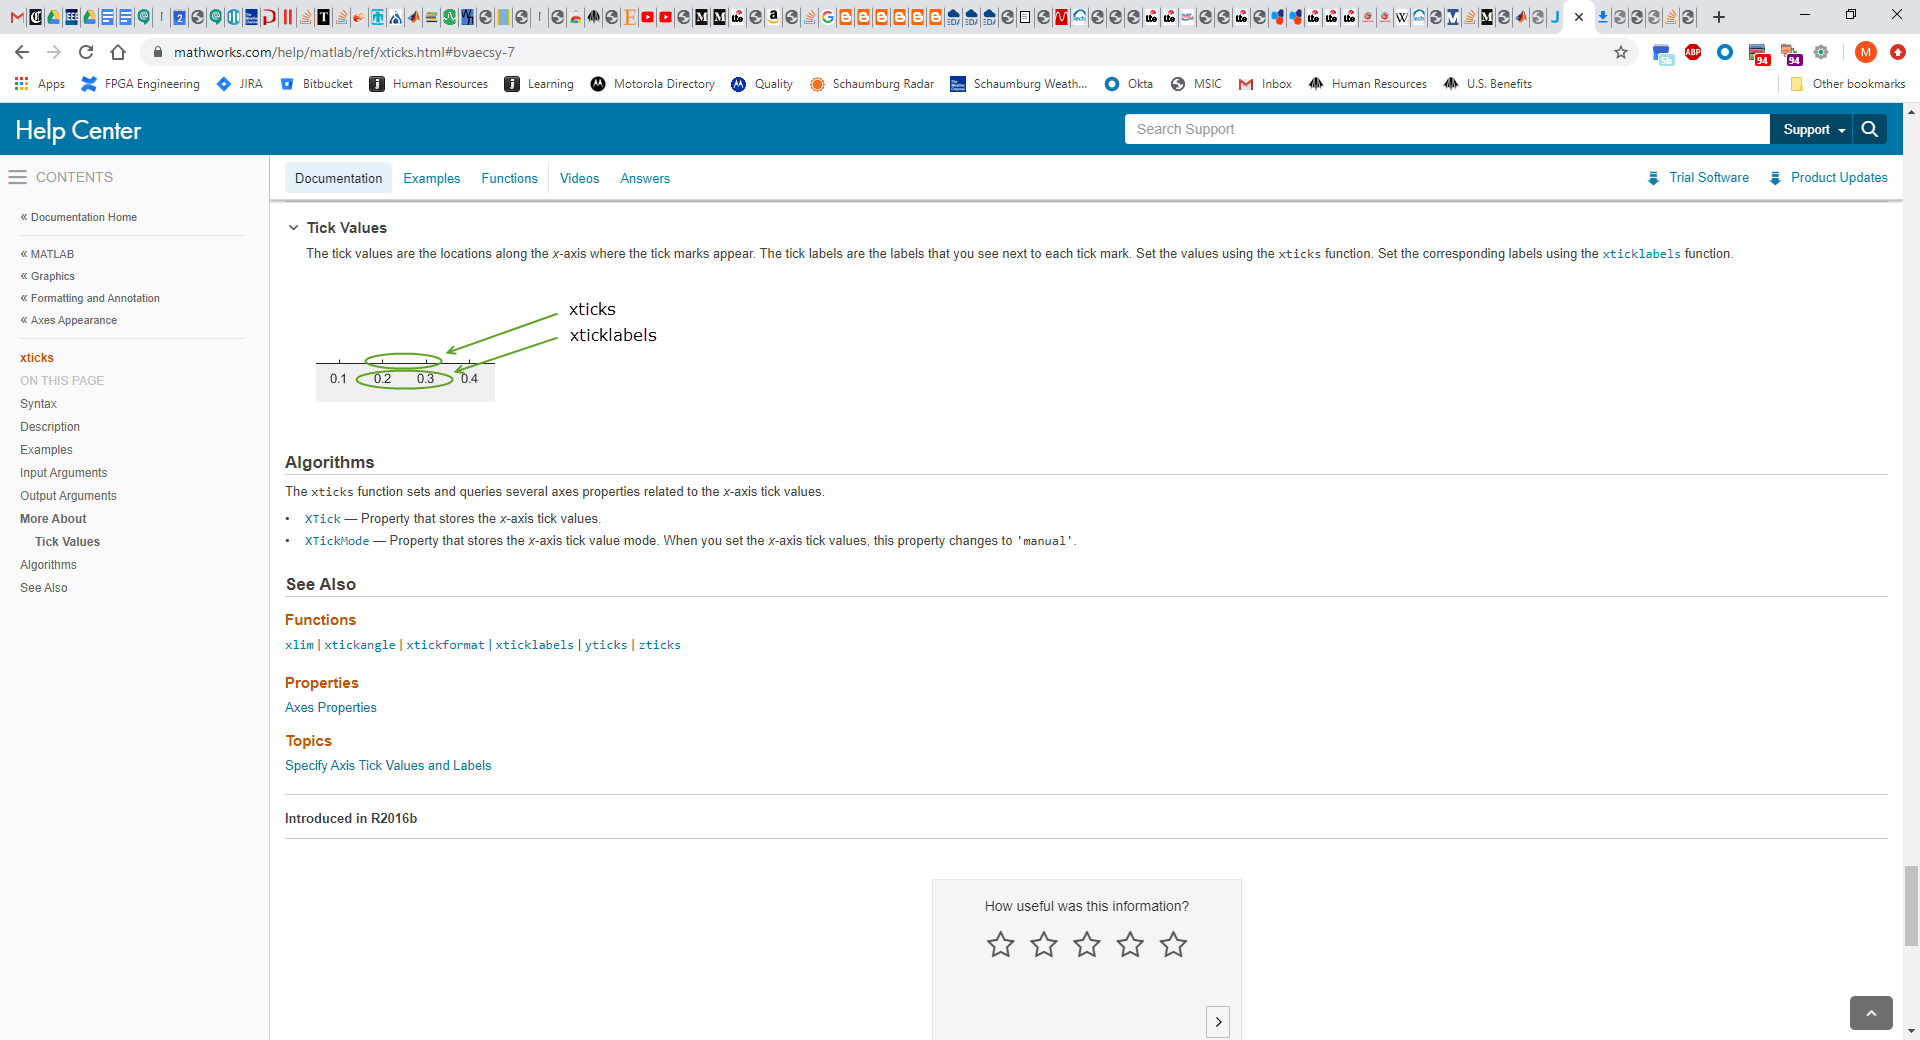 mathworks.com/help/matlab/ref/xticks.html#bvaecsy-7
5h
ABP
94
94
M
Apps
FPGA Engineering
JIRA
Bitbucket
Human Resources
Learning
Motorola Directory
Quality
Schaumburg Radar
Schaumburg Weath...
Okta
MSIC
Inbox
Human Resources
U.S. Benefits
Other bookmarks
Help Center
Search Support
Support
CONTENTS
Documentation
Examples
Functions
Videos
Answers
Trial Software
Product Updates
« Documentation Home
« MATLAB
« Graphics
« Formatting and Annotation
« Axes Appearance
xticks
ON THIS PAGE
Syntax
Description
Examples
Input Arguments
Output Arguments
More About
Tick Values
Algorithms
See Also
Tick Values
The tick values are the locations along the x-axis where the tick marks appear. The tick labels are the labels that you see next to each tick mark. Set the values using the xticks function. Set the corresponding labels using the xticklabels function.
xticks
xticklabels
0.1 0.2 0.3 0.4
Algorithms
The xticks function sets and queries several axes properties related to the x-axis tick values.
• XTick — Property that stores the x-axis tick values.
• XTickMode — Property that stores the x-axis tick value mode. When you set the x-axis tick values, this property changes to 'manual'.
See Also
Functions
xlim | xtickangle | xtickformat | xticklabels | yticks | zticks
Properties
Axes Properties
Topics
Specify Axis Tick Values and Labels
Introduced in R2016b
How useful was this information?